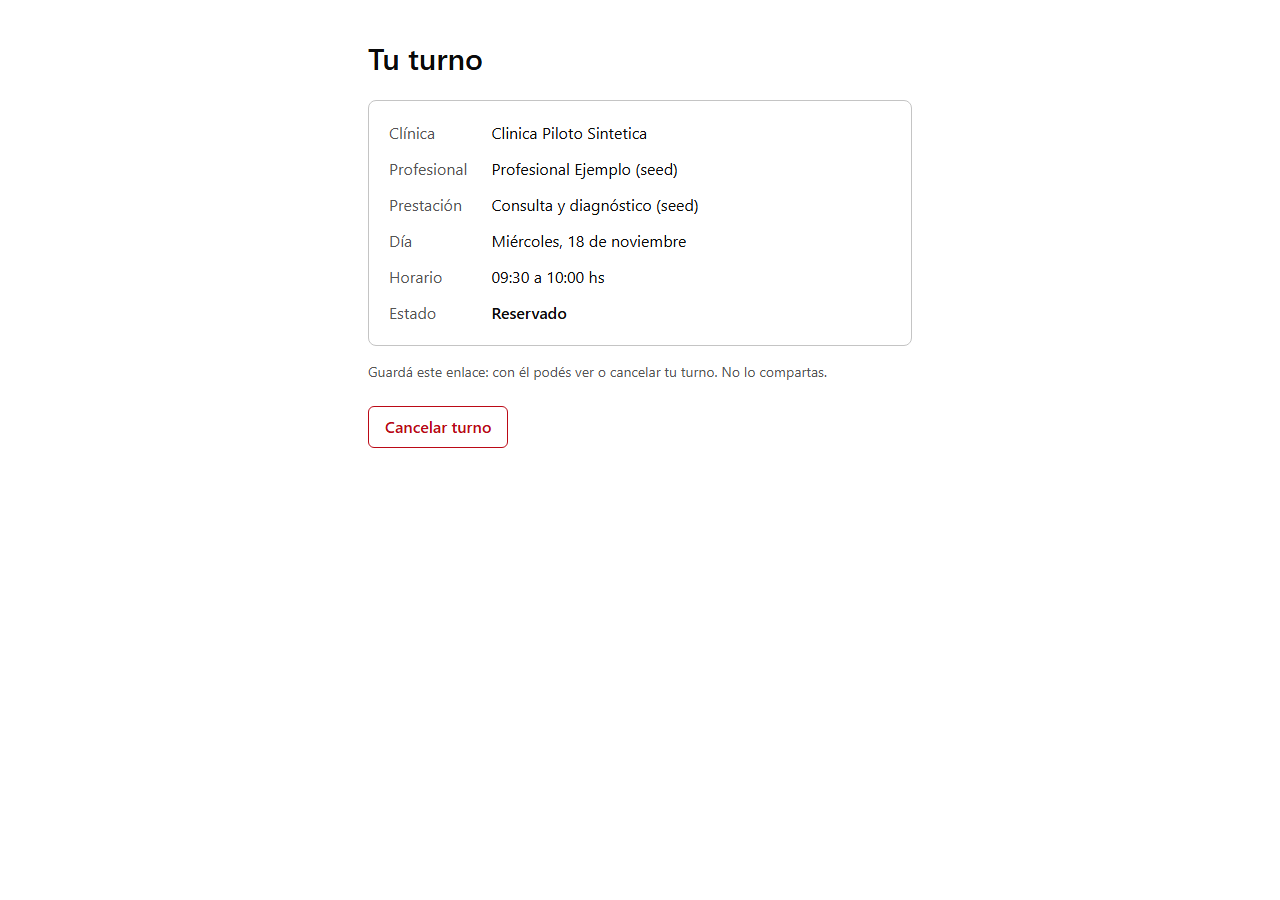 Tu turno
Clínica Clinica Piloto Sintetica
Profesional Profesional Ejemplo (seed)
Prestación Consulta y diagnóstico (seed)
Día Miércoles, 18 de noviembre
Horario 09:30 a 10:00 hs
Estado Reservado
Guardá este enlace: con él podés ver o cancelar tu turno. No lo compartas.
Cancelar turno